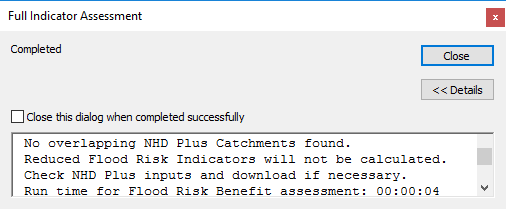 Full Indicator Assessment
x
Completed
Close
<< Details
Close this dialog when completed successfully
No overlapping NHD Plus Catchments found.
Reduced Flood Risk Indicators will not be calculated.
Check NHD Plus inputs and download if necessary.
Run time for Flood Risk Benefit assessment: 00:00:04